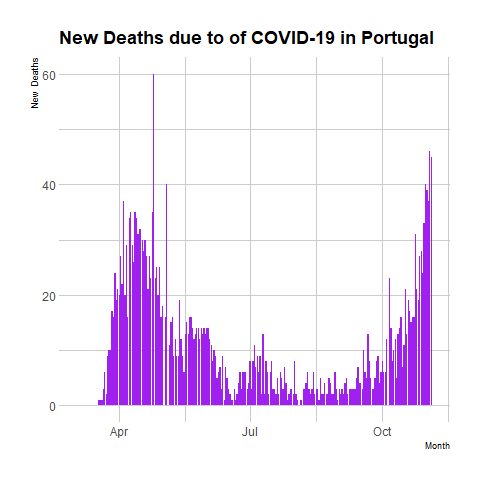 New Deaths due to of COVID-19 in Portugal
New Deaths
60
40
20
0
Apr Jul Oct
Month